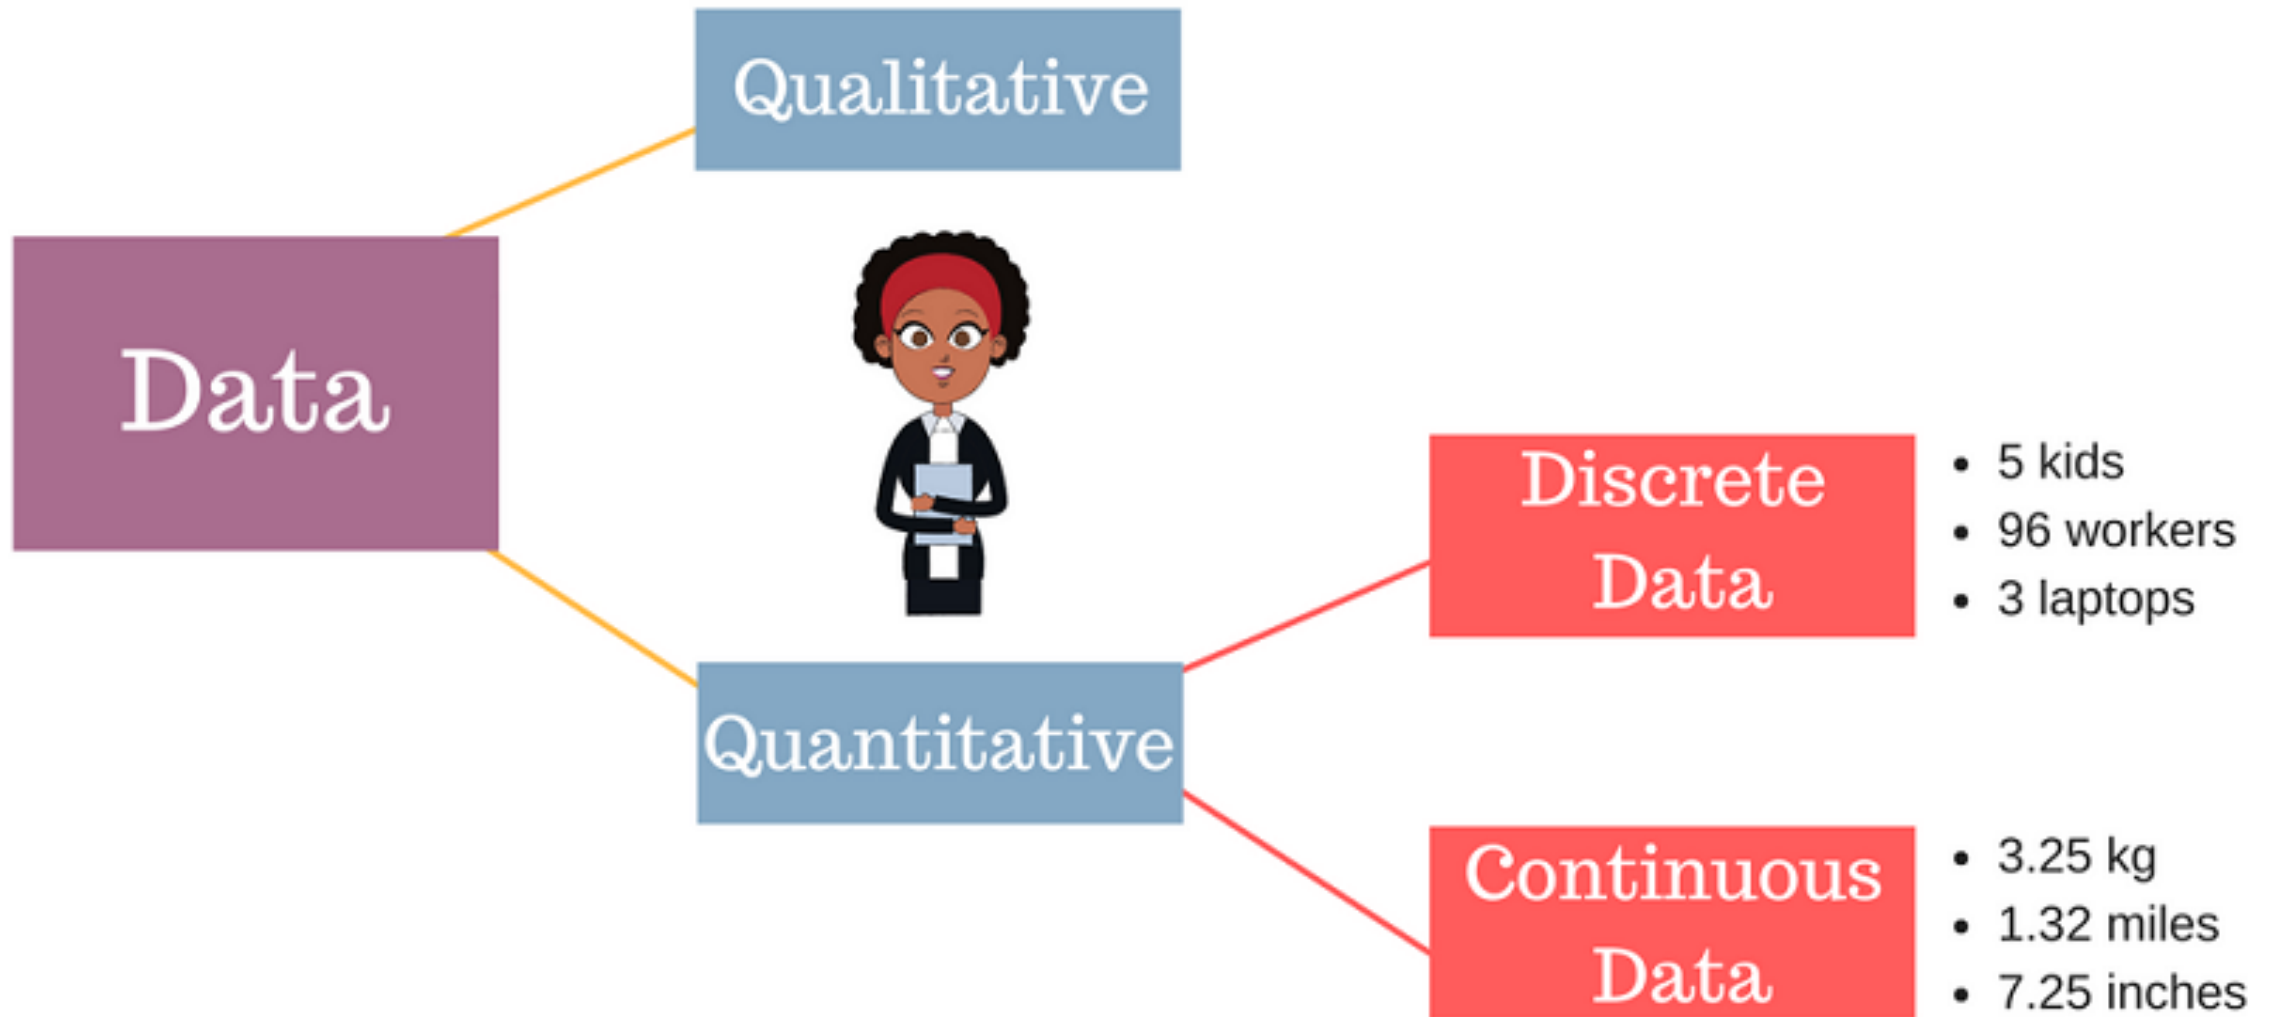 Qualitative
Data
Quantitative
Discrete
Data
• 5 kids
• 96 workers
• 3 laptops
Continuous
Data
• 3.25 kg
• 1.32 miles
• 7.25 inches